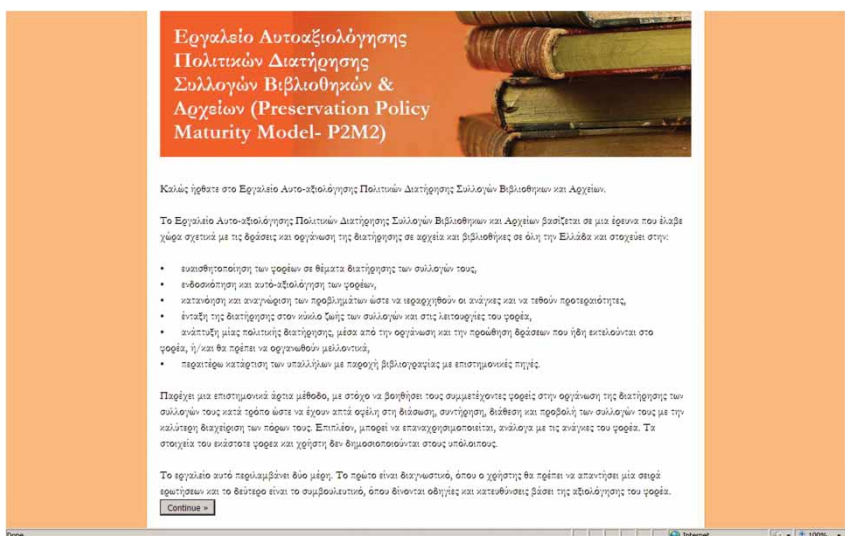 Εργαλείο Αυτοαξιολόγησης
Πολιτικών Διατήρησης
Συλλογών Βιβλιοθηκών &
Αρχείων (Preservation Policy
Maturity Model- P2M2)
Καλώς ήρθατε στο Εργαλείο Αυτο-αξιολόγησης Πολιτικών Διατήρησης Συλλογών Βιβλιοθηκων και Αρχείων.
Το Εργαλείο Αυτο-αξιολόγησης Πολιτικών Διατήρησης Συλλογών Βιβλιοθηκων και Αρχείων βασίζεται σε μια έρευνα που έλαβε
χώρα σχετικά με τις δράσεις και οργάνωση της διατήρησης σε αρχεία και βιβλιοθήκες σε όλη την Ελλάδα και στοχεύει στην:
• ευαισθητοποίηση των φορέων σε θέματα διατήρησης των συλλογών τους,
• ενδοσκόπηση και αυτό-αξιολόγηση των φορέων,
• κατανόηση και αναγνώριση των προβλημάτων ώστε να ιεραρχηθούν οι ανάγκες και να τεθούν προτεραιότητες,
• ένταξη της διατήρησης στον κύκλο ζωής των συλλογών και στις λειτουργίες του φορέα,
• ανάπτυξη μίας πολιτικής διατήρησης, μέσα από την οργάνωση και την προώθηση δράσεων που ήδη εκτελούνται στο
φορέα, ή/και θα πρέπει να οργανωθούν μελλοντικά,
• περαιτέρω κατάρτιση των υπαλλήλων με παροχή βιβλιογραφίας με επιστημονικές πηγές.
Παρέχει μια επιστημονικά άρτια μέθοδο, με στόχο να βοηθήσει τους συμμετέχοντες φορείς στην οργάνωση της διατήρησης των
συλλογών τους κατά τρόπο ώστε να έχουν απτά οφέλη στη διάσωση, συντήρηση, διάθεση και προβολή των συλλογών τους με την
καλύτερη διαχείριση των πόρων τους. Επιπλέον, μπορεί να επαναχρησιμοποιείται, ανάλογα με τις ανάγκες του φορέα. Τα
στοιχεία του εκάστοτε φορεα και χρήστη δεν δημοσιοποιούνται στους υπόλοιπους.
Το εργαλείο αυτό περιλαμβάνει δύο μέρη. Το πρώτο είναι διαγνωστικό, όπου ο χρήστης θα πρέπει να απαντήσει μία σειρά
ερωτήσεων και το δεύτερο είναι το συμβουλευτικό, όπου δίνονται οδηγίες και κατευθύνσεις βάσει της αξιολόγησης του φορέα.
Continue »
Done Internet 100%